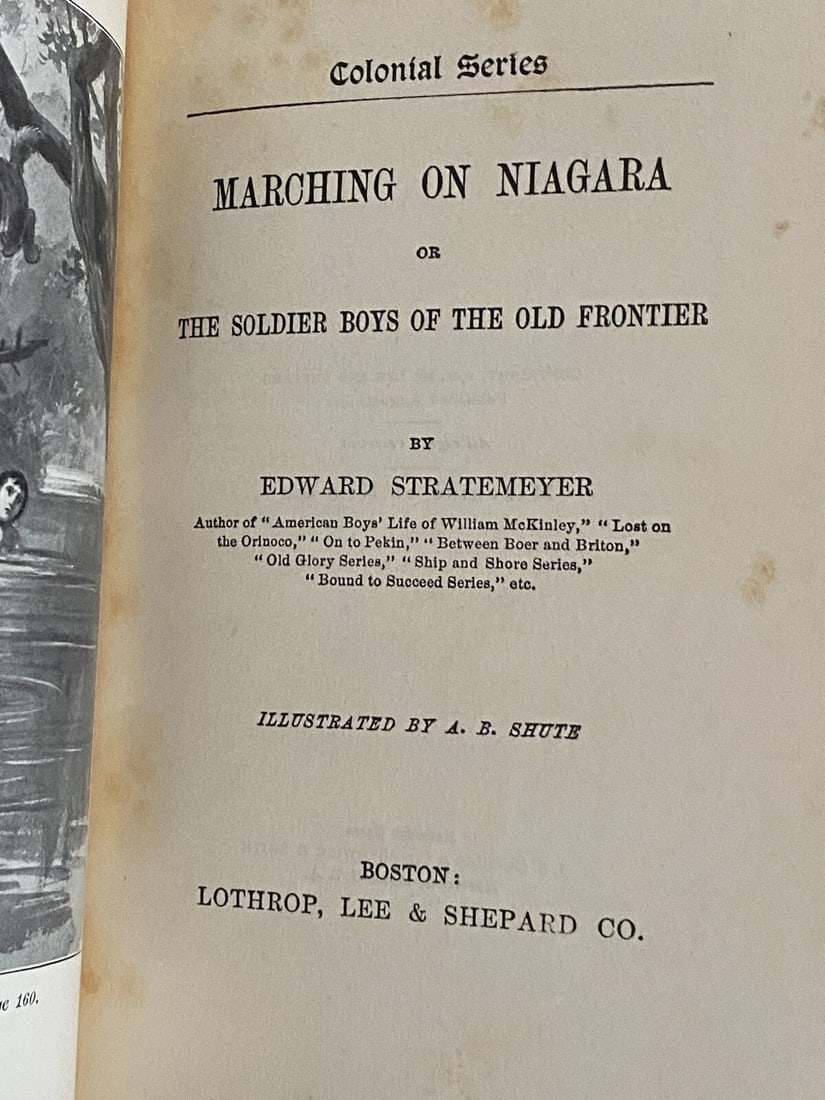 Colonial Series
MARCHING ON NIAGARA
OR
THE SOLDIER BOYS OF THE OLD FRONTIER
BY
EDWARD STRATEMEYER
Author of "American Boys' Life of William McKinley," "Lost on
the Orinoco," "On to Pekin," "Between Boer and Briton,"
"Old Glory Series," "Ship and Shore Series,"
"Bound to Succeed Series," etc.
ILLUSTRATED BY A. B. SHUTE
BOSTON:
LOTHROP, LEE & SHEPARD CO.
160.